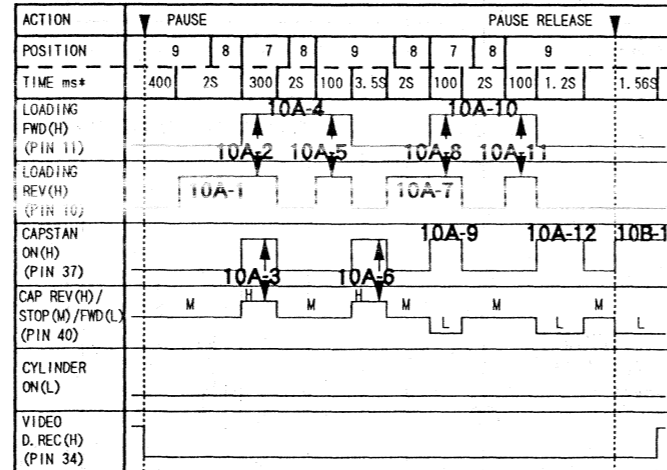 ACTION PAUSE PAUSE RELEASE
POSITION 9 8 7 8 9 8 7 8 9
TIME ms* 400 2S 300 2S 100 3.5S 2S 100 2S 100 1.2S 1.56S
LOADING
FWD(H)
(PIN 11)
10A-4 10A-10
10A-2 10A-5 10A-8 10A-11
LOADING
REV(H)
(PIN 10)
10A-1 10A-7
CAPSTAN
ON(H)
(PIN 37)
10A-9 10A-12 10B-1
10A-3 10A-6
CAP REV(H)/
STOP(M)/FWD(L)
(PIN 40)
M H M H M L M L M L
CYLINDER
ON(L)
VIDEO
D. REC(H)
(PIN 34)